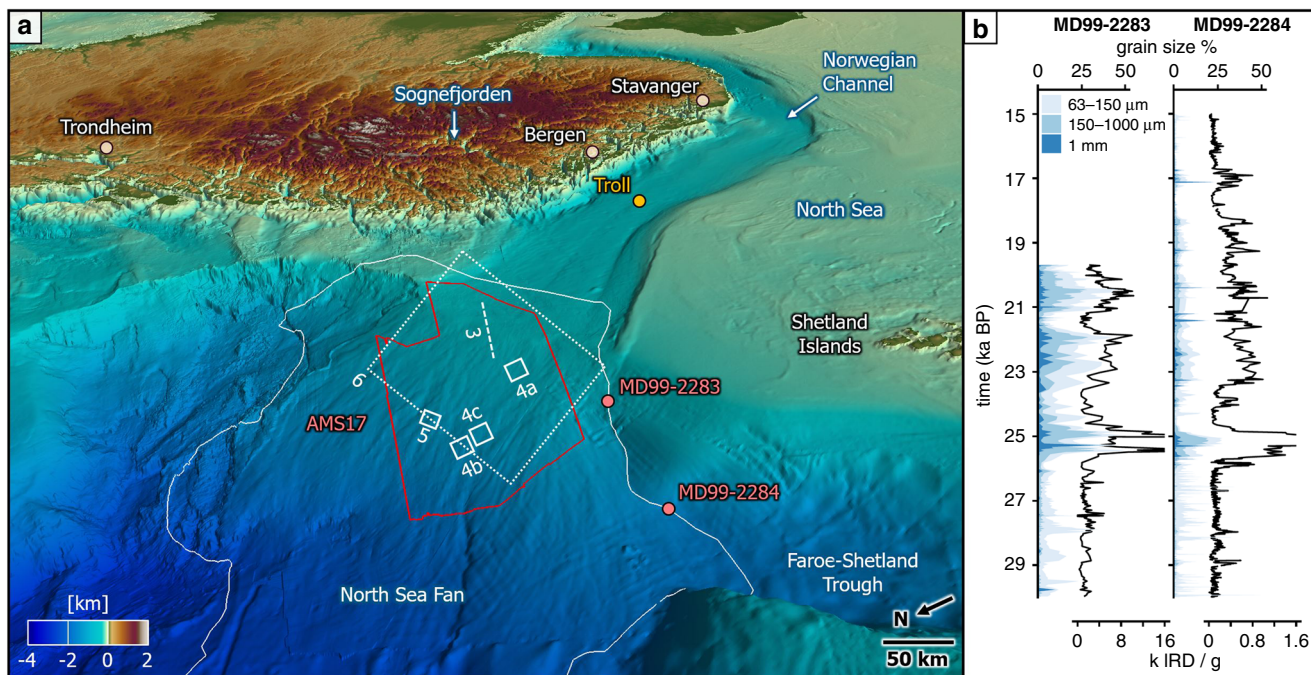 a
Trondheim
Sognefjorden
Stavanger
Norwegian
Channel
Bergen
Troll
North Sea
Shetland
Islands
3
4a
6
4c
5
4b
AMS17
MD99-2283
MD99-2284
North Sea Fan
Faroe-Shetland
Trough
[km]
-4 -2 0 2
N
50 km
b
MD99-2283 MD99-2284
grain size %
0 25 50 0 25 50
63–150 μm
150–1000 μm
1 mm
time (ka BP)
15
17
19
21
23
25
27
29
0 8 16 0 0.8 1.6
k IRD / g